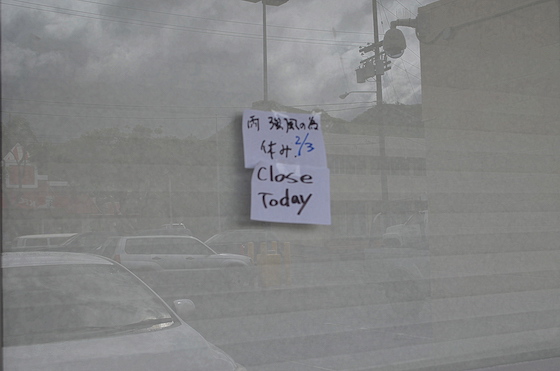 雨 強風の為
休み. 2/3
Close
Today